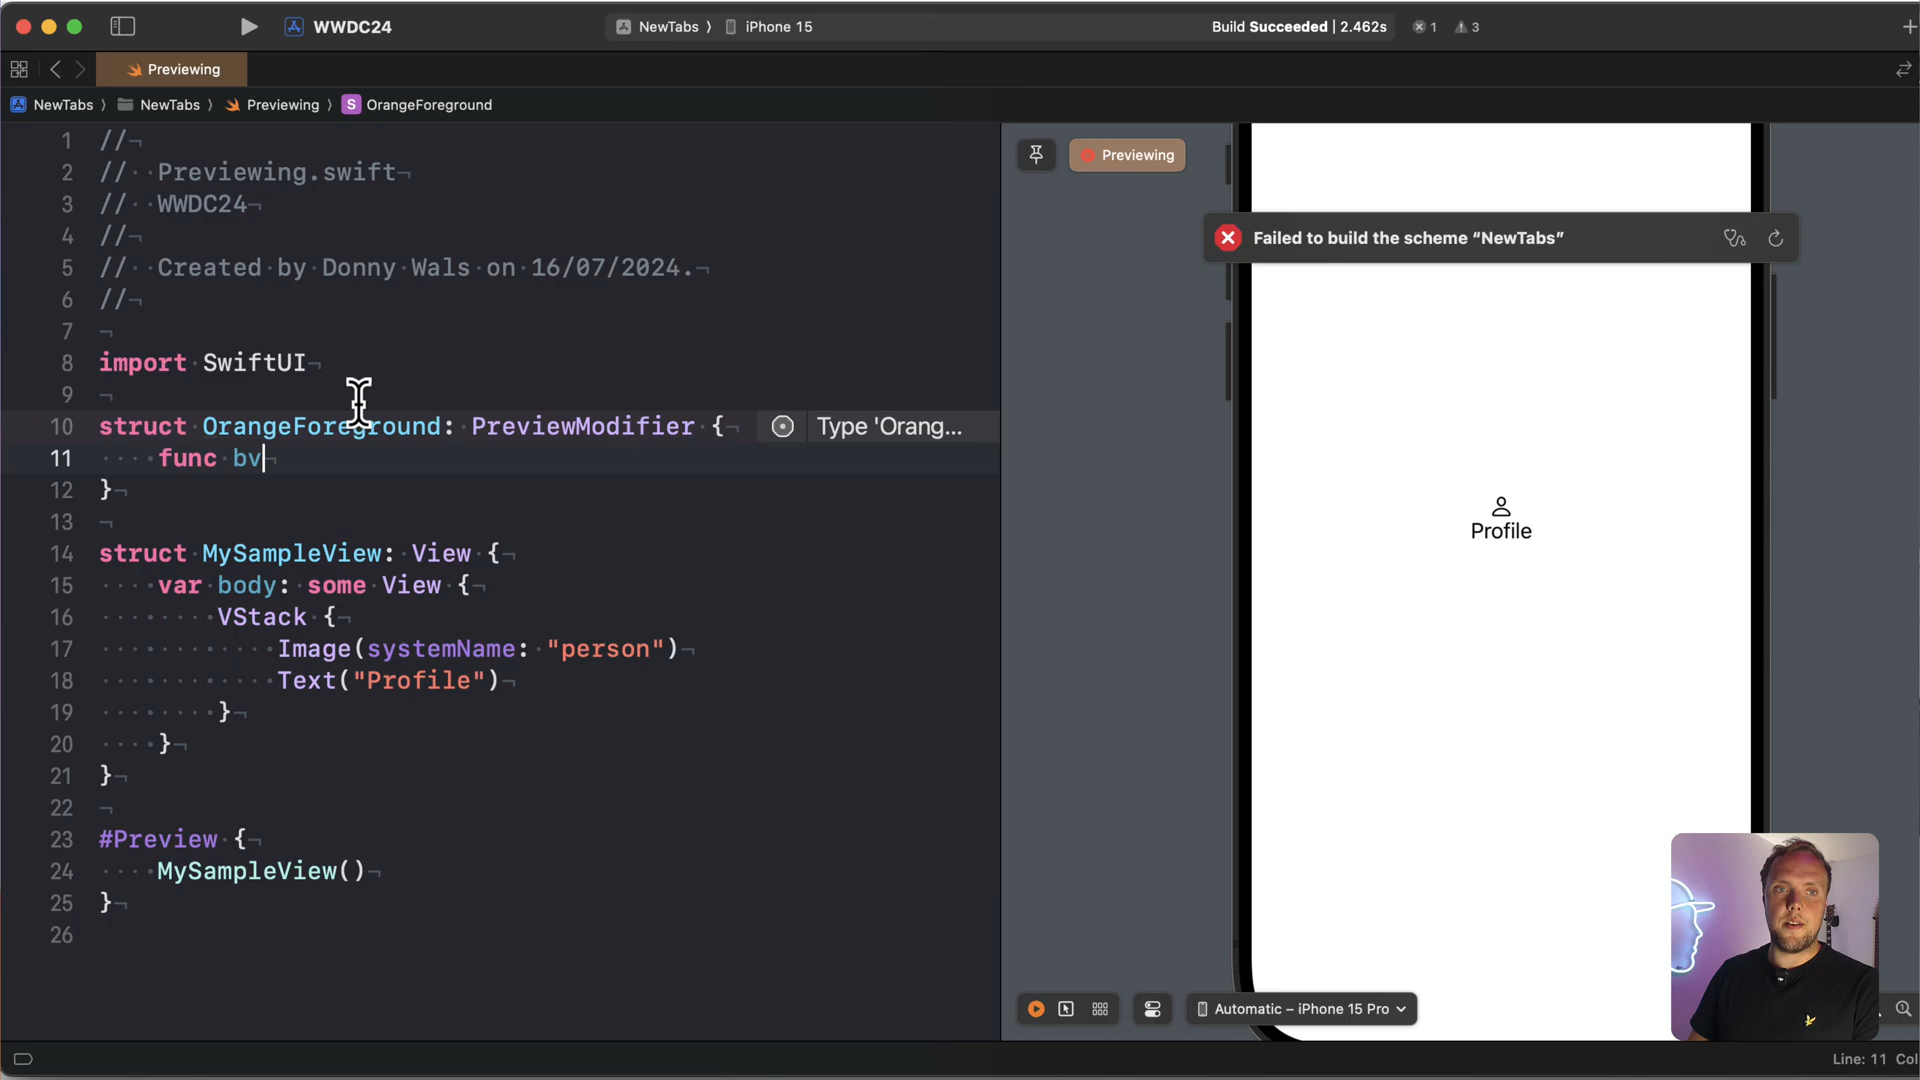 WWDC24
NewTabs 〉 iPhone 15
Build Succeeded | 2.462s
1
3
Previewing
NewTabs 〉 NewTabs 〉 Previewing 〉 S OrangeForeground
1 //
2 //  Previewing.swift
3 //  WWDC24
4 //
5 //  Created by Donny Wals on 16/07/2024.
6 //
7
8 import SwiftUI
9
10 struct OrangeForeground: PreviewModifier {
Type 'Orang...
11     func bv
12 }
13
14 struct MySampleView: View {
15     var body: some View {
16         VStack {
17             Image(systemName: "person")
18             Text("Profile")
19         }
20     }
21 }
22
23 #Preview {
24     MySampleView()
25 }
26
Previewing
Failed to build the scheme “NewTabs”
Profile
Automatic – iPhone 15 Pro
Line: 11 Col